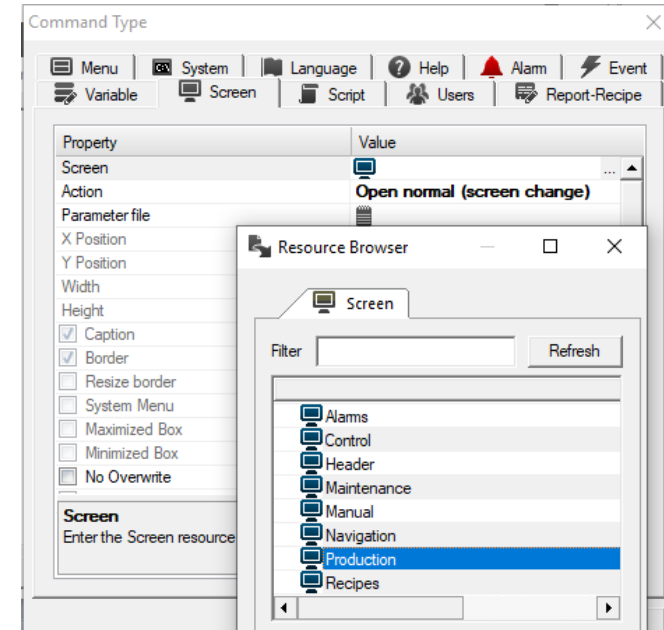 Command Type
Menu System Language Help Alarm Event
Variable Screen Script Users Report-Recipe
Property Value
Screen ...
Action Open normal (screen change)
Parameter file
X Position
Y Position
Width
Height
Caption
Border
Resize border
System Menu
Maximized Box
Minimized Box
No Overwrite
Screen
Enter the Screen resource
Resource Browser
Screen
Filter Refresh
Alarms
Control
Header
Maintenance
Manual
Navigation
Production
Recipes